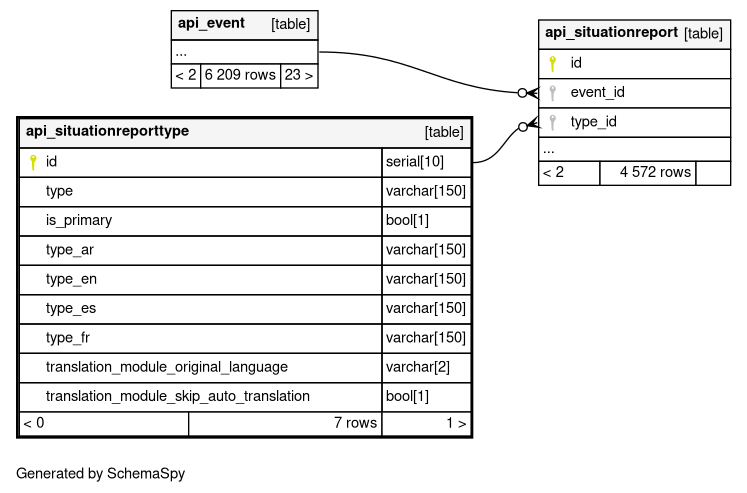 api_event [table]
...
< 2 6 209 rows 23 >
api_situationreport [table]
id
event_id
type_id
...
< 2 4 572 rows
api_situationreporttype [table]
id serial[10]
type varchar[150]
is_primary bool[1]
type_ar varchar[150]
type_en varchar[150]
type_es varchar[150]
type_fr varchar[150]
translation_module_original_language varchar[2]
translation_module_skip_auto_translation bool[1]
< 0 7 rows 1 >
Generated by SchemaSpy